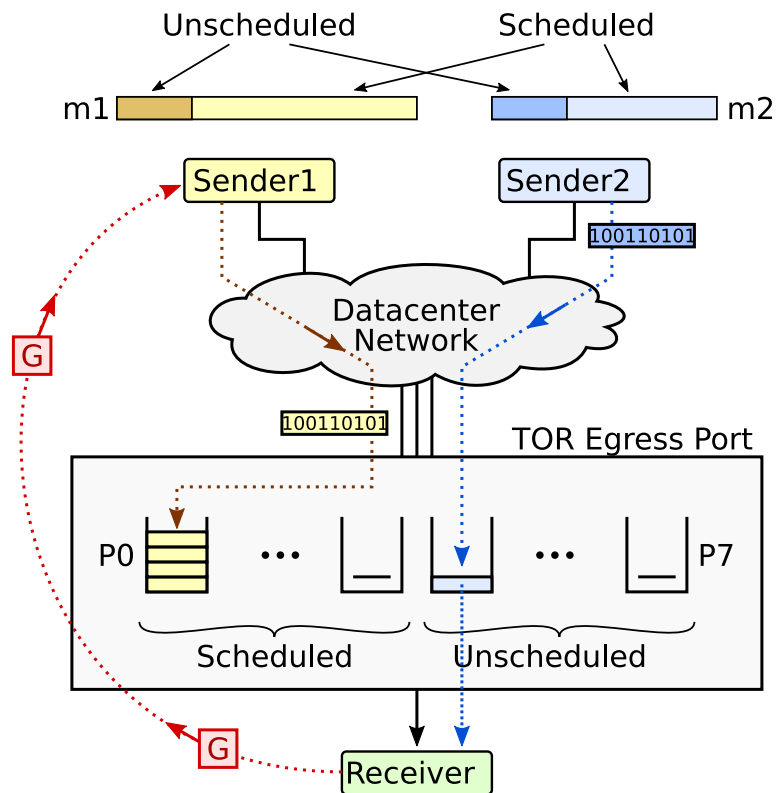 Unscheduled Scheduled
m1 m2
Sender1 Sender2
100110101
Datacenter
Network
G
100110101
TOR Egress Port
P0 ••• ••• P7
Scheduled Unscheduled
G
Receiver